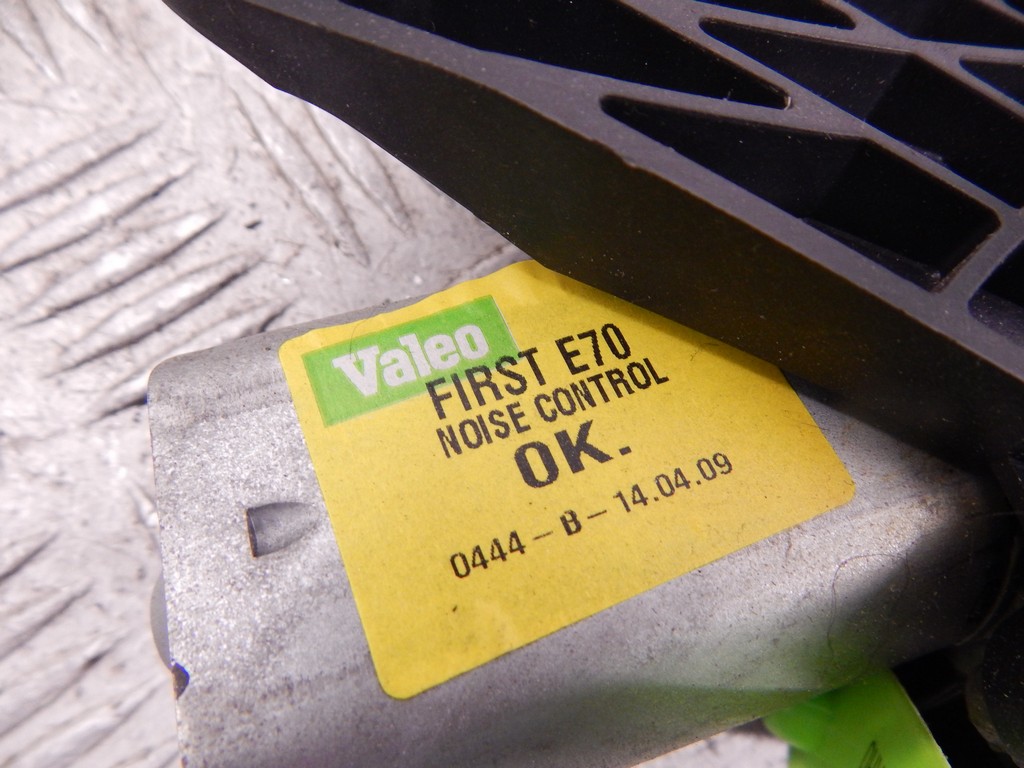 Valeo
FIRST E70
NOISE CONTROL
OK.
0444 - B - 14.04.09